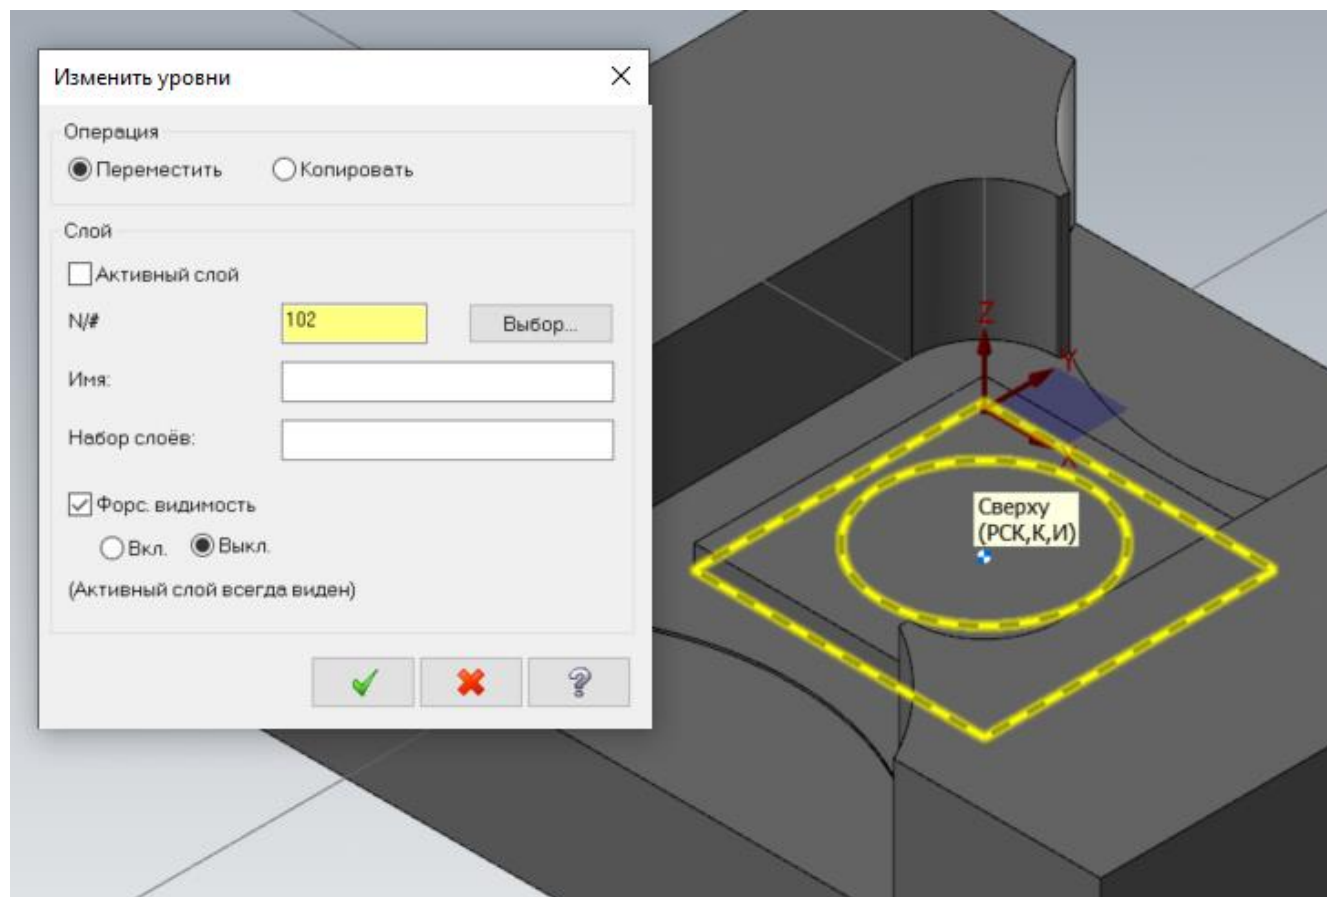 Изменить уровни
Операция
Переместить Копировать
Слой
Активный слой
N/# 102 Выбор...
Имя:
Набор слоёв:
Форс. видимость
Вкл. Выкл.
(Активный слой всегда виден)
Z
Y
X
Сверху
(РСК,К,И)